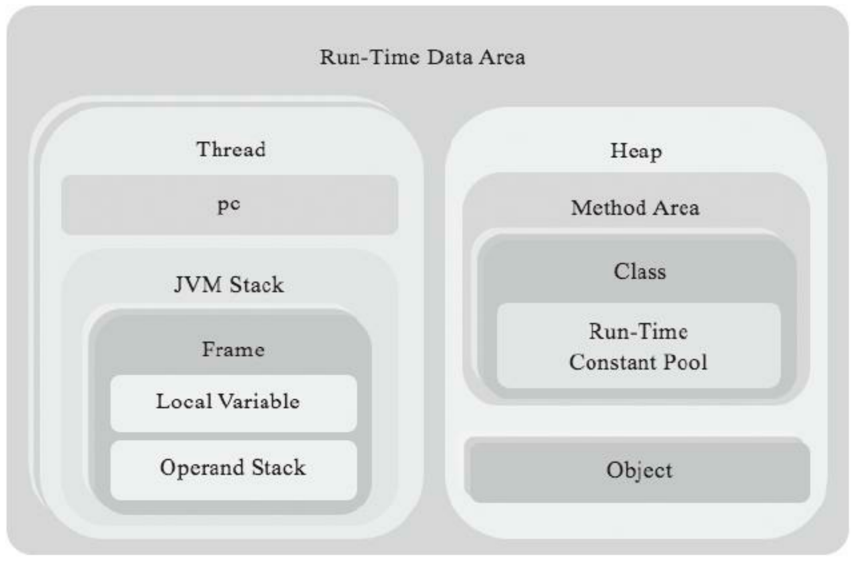 Run-Time Data Area
Thread
pc
JVM Stack
Frame
Local Variable
Operand Stack
Heap
Method Area
Class
Run-Time
Constant Pool
Object